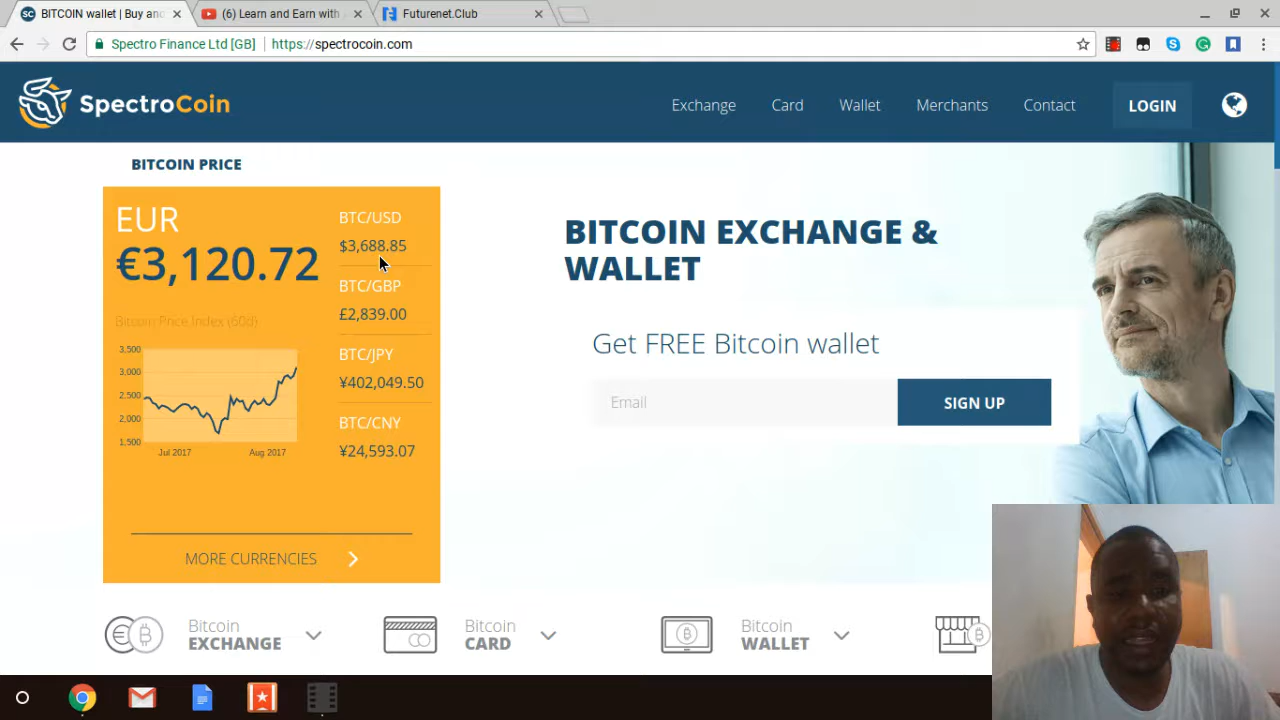 BITCOIN wallet | Buy and
(6) Learn and Earn with
Futurenet.Club
Spectro Finance Ltd [GB]
https://spectrocoin.com
SpectroCoin
Exchange
Card
Wallet
Merchants
Contact
LOGIN
BITCOIN PRICE
EUR
€3,120.72
BTC/USD
$3,688.85
BTC/GBP
£2,839.00
BTC/JPY
¥402,049.50
BTC/CNY
¥24,593.07
Bitcoin Price Index (60d)
3,500
3,000
2,500
2,000
1,500
Jul 2017
Aug 2017
MORE CURRENCIES
BITCOIN EXCHANGE &
WALLET
Get FREE Bitcoin wallet
Email
SIGN UP
Bitcoin
EXCHANGE
Bitcoin
CARD
Bitcoin
WALLET